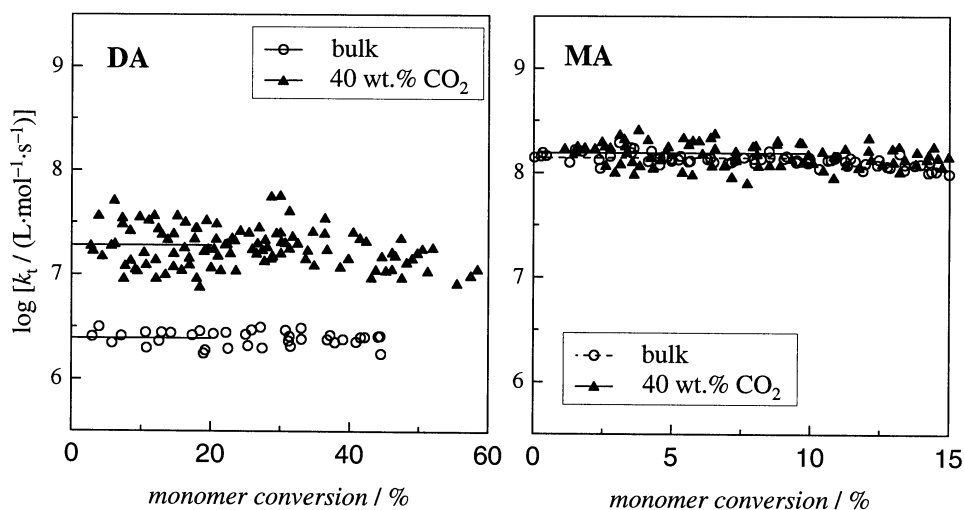 DA
bulk
40 wt.% CO₂
9
8
7
6
log [kₜ / (L·mol⁻¹·s⁻¹)]
0 20 40 60
monomer conversion / %
MA
9
8
7
6
bulk
40 wt.% CO₂
0 5 10 15
monomer conversion / %